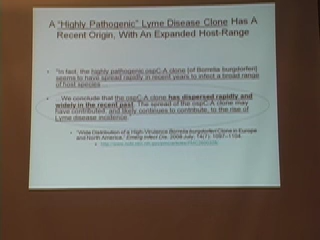 A "Highly Pathogenic" Lyme Disease Clone Has A
Recent Origin, With An Expanded Host-Range
"In fact, the highly pathogenic ospC-A clone [of Borrelia burgdorferi]
seems to have spread rapidly in recent years to infect a broad range
of host species
We conclude that the ospC-A clone has dispersed rapidly and
widely in the recent past. The spread of the ospC-A clone may
have contributed, and likely continues to contribute, to the rise of
Lyme disease incidence.
"Wide Distribution of a High-Virulence Borrelia burgdorferi Clone in Europe
and North America." Emerging Infect Dis. 2008 July; 14(7): 1097–1104.